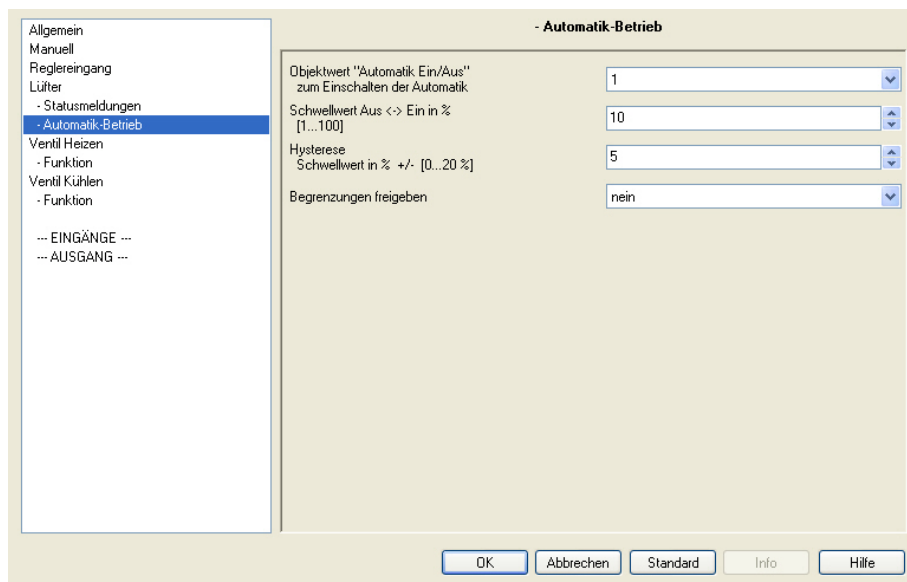 Allgemein
Manuell
Reglereingang
Lüfter
- Statusmeldungen
- Automatik-Betrieb
Ventil Heizen
- Funktion
Ventil Kühlen
- Funktion
--- EINGÄNGE ---
--- AUSGANG ---
- Automatik-Betrieb
Objektwert "Automatik Ein/Aus"
zum Einschalten der Automatik
1
Schwellwert Aus <-> Ein in %
[1...100]
10
Hysterese
Schwellwert in % +/- [0...20 %]
5
Begrenzungen freigeben
nein
OK
Abbrechen
Standard
Info
Hilfe